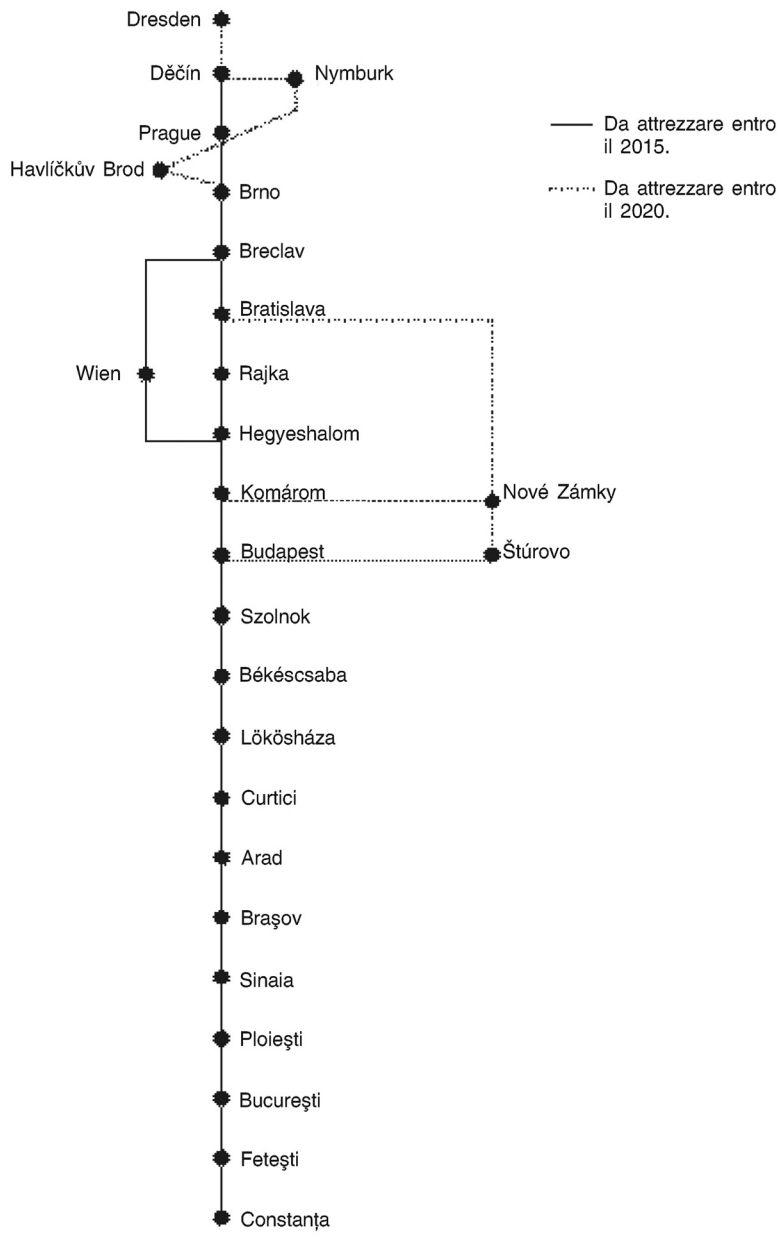 Dresden
Děčín
Nymburk
Prague
Havlíčkův Brod
Brno
Breclav
Bratislava
Wien
Rajka
Hegyeshalom
Komárom
Nové Zámky
Budapest
Štúrovo
Szolnok
Békéscsaba
Lökösháza
Curtici
Arad
Braşov
Sinaia
Ploieşti
Bucureşti
Feteşti
Constanţa
Da attrezzare entro
il 2015.
Da attrezzare entro
il 2020.